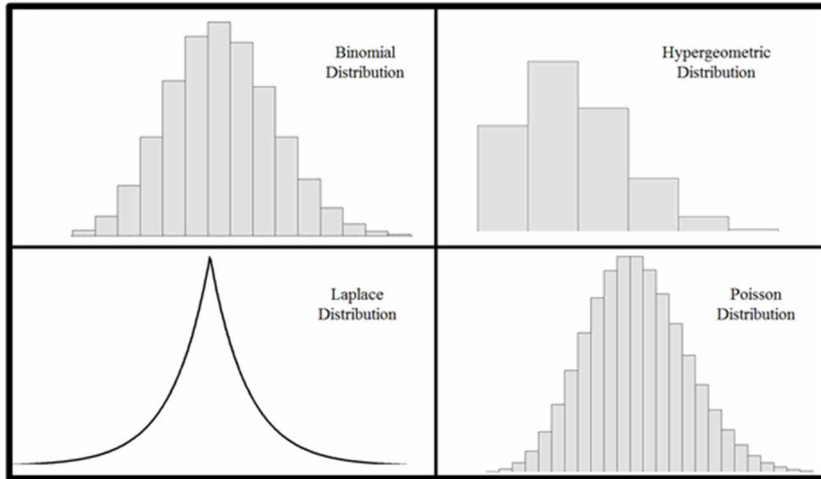 Binomial
Distribution
Hypergeometric
Distribution
Laplace
Distribution
Poisson
Distribution